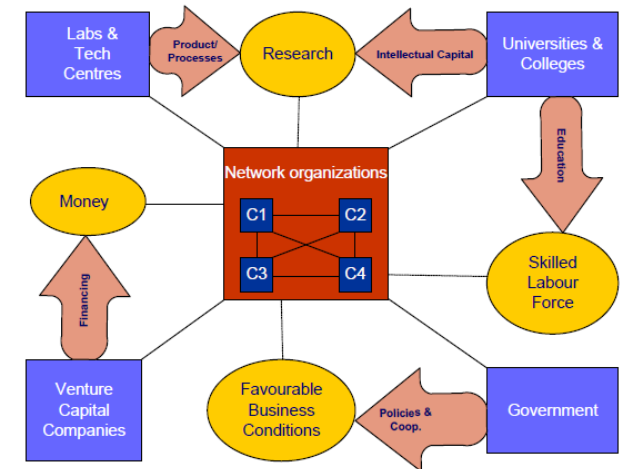 Labs &
Tech
Centres
Product/
Processes
Research
Intellectual Capital
Universities &
Colleges
Education
Network organizations
C1
C2
C3
C4
Money
Financing
Skilled
Labour
Force
Venture
Capital
Companies
Favourable
Business
Conditions
Policies &
Coop.
Government